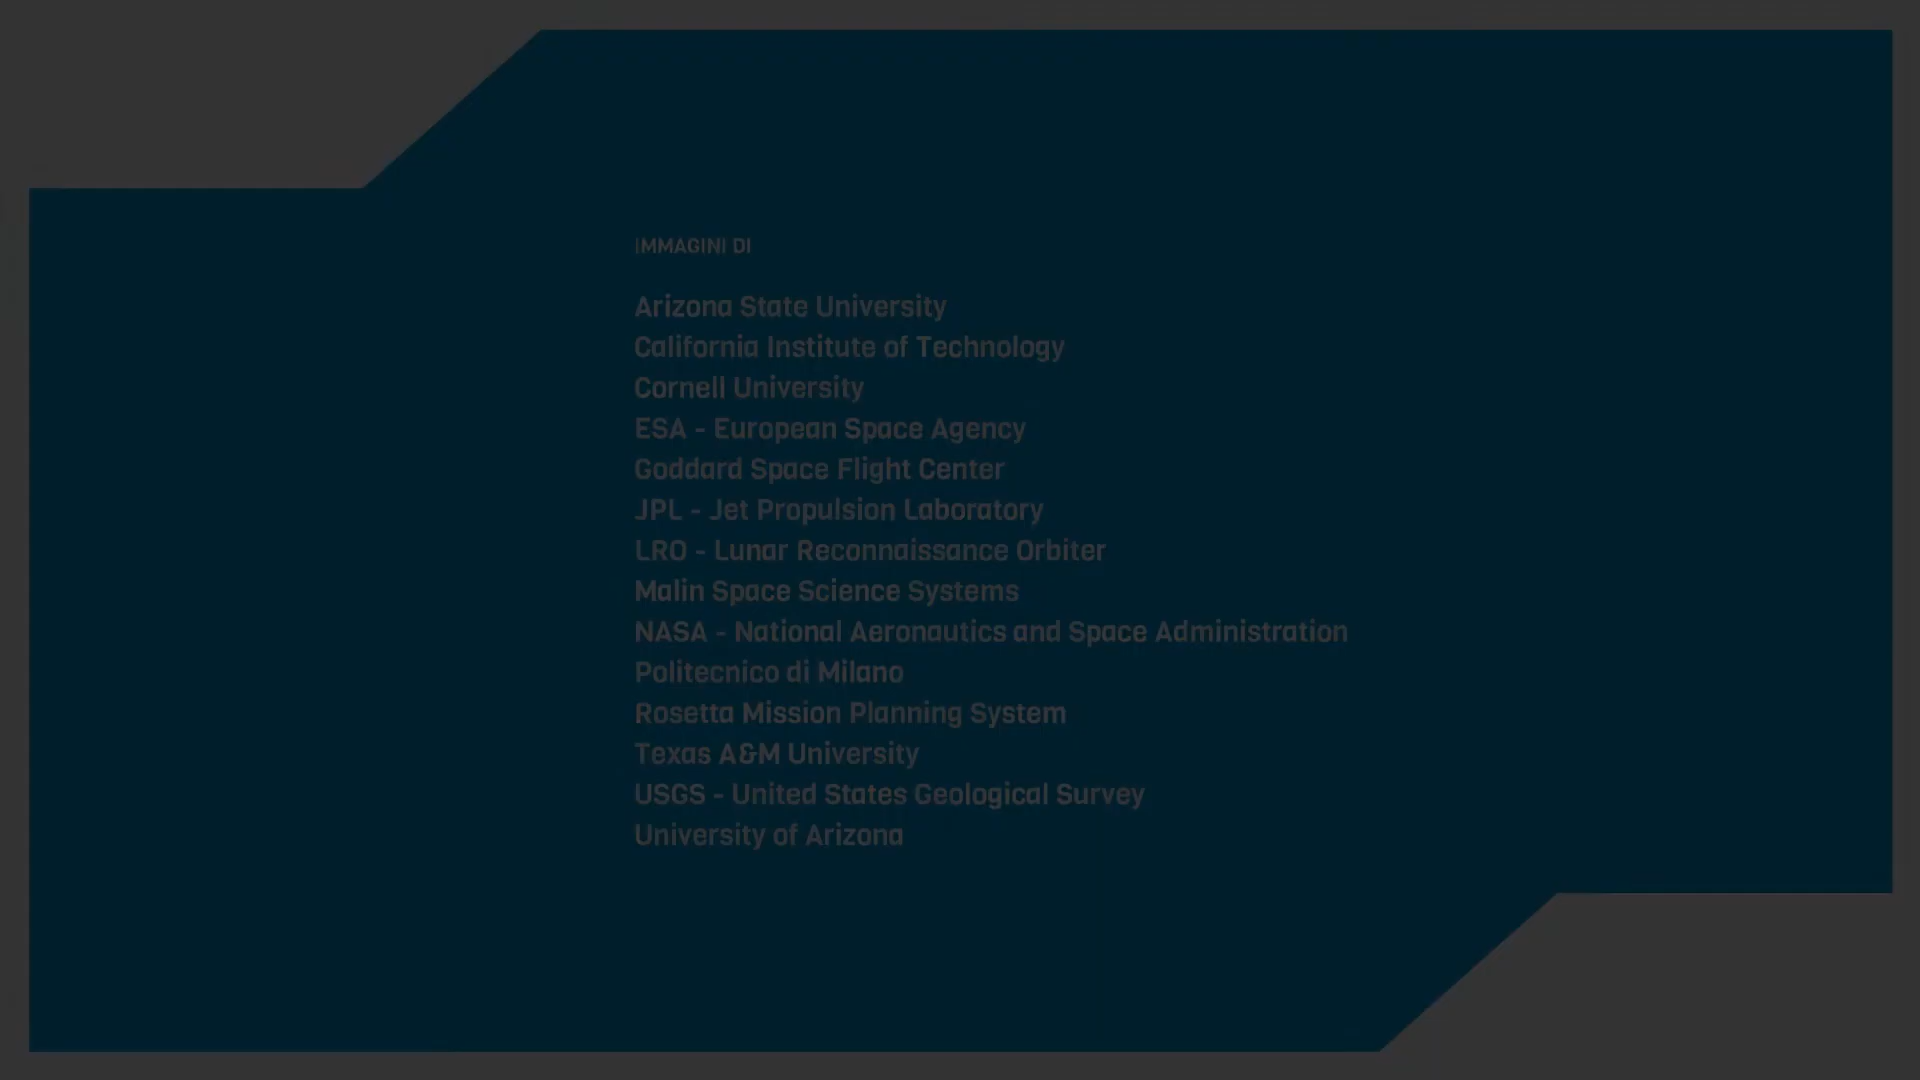 IMMAGINI DI
Arizona State University
California Institute of Technology
Cornell University
ESA - European Space Agency
Goddard Space Flight Center
JPL - Jet Propulsion Laboratory
LRO - Lunar Reconnaissance Orbiter
Malin Space Science Systems
NASA - National Aeronautics and Space Administration
Politecnico di Milano
Rosetta Mission Planning System
Texas A&M University
USGS - United States Geological Survey
University of Arizona